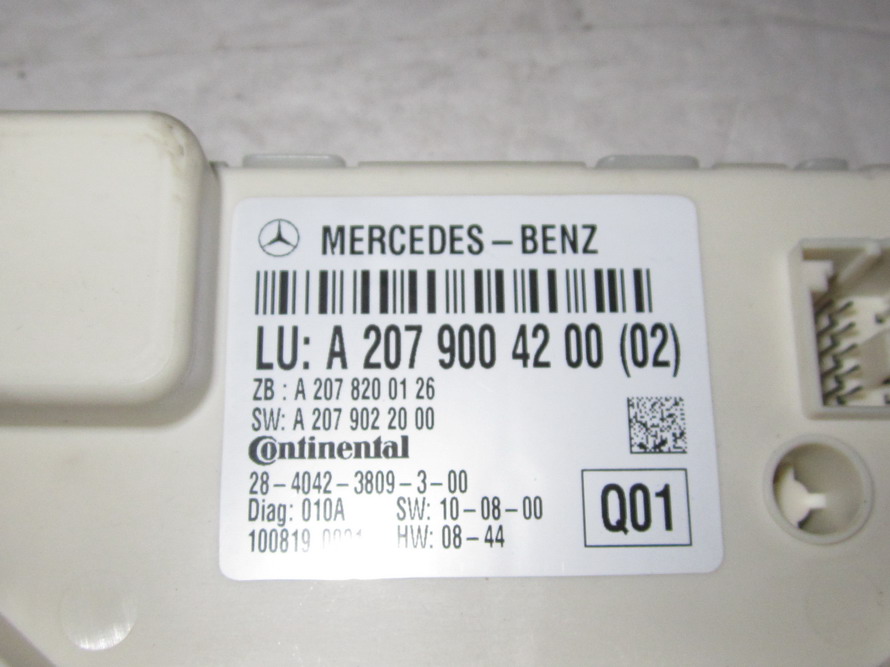 MERCEDES-BENZ
LU: A 207 900 42 00 (02)
ZB : A 207 820 01 26
SW: A 207 902 20 00
Continental
28-4042-3809-3-00
Diag: 010A SW: 10-08-00
100819 HW: 08-44
Q01